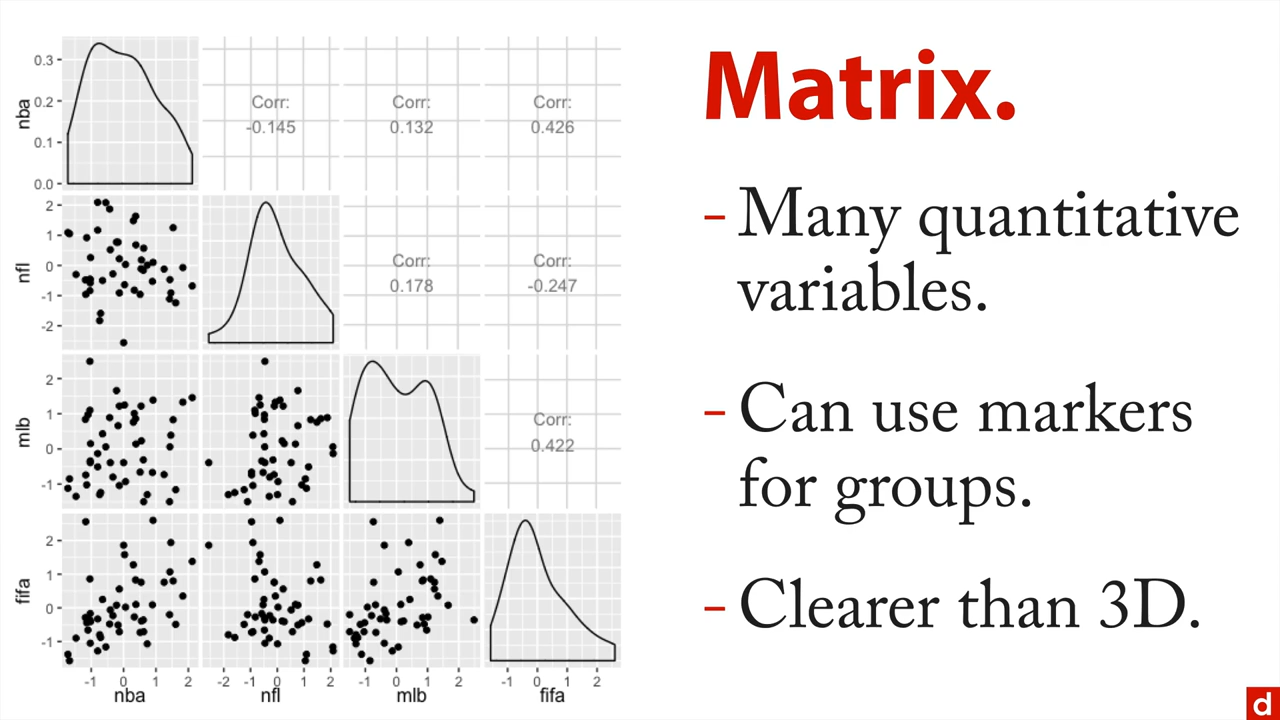 Matrix.
- Many quantitative
variables.
- Can use markers
for groups.
- Clearer than 3D.
nba
0.3
0.2
0.1
0.0
Corr:
-0.145
Corr:
0.132
Corr:
0.426
nfl
2
1
0
-1
-2
Corr:
0.178
Corr:
-0.247
mlb
2
1
0
-1
Corr:
0.422
fifa
2
1
0
-1
-1 0 1 2
nba
-2 -1 0 1 2
nfl
-1 0 1 2
mlb
-1 0 1 2
fifa
d